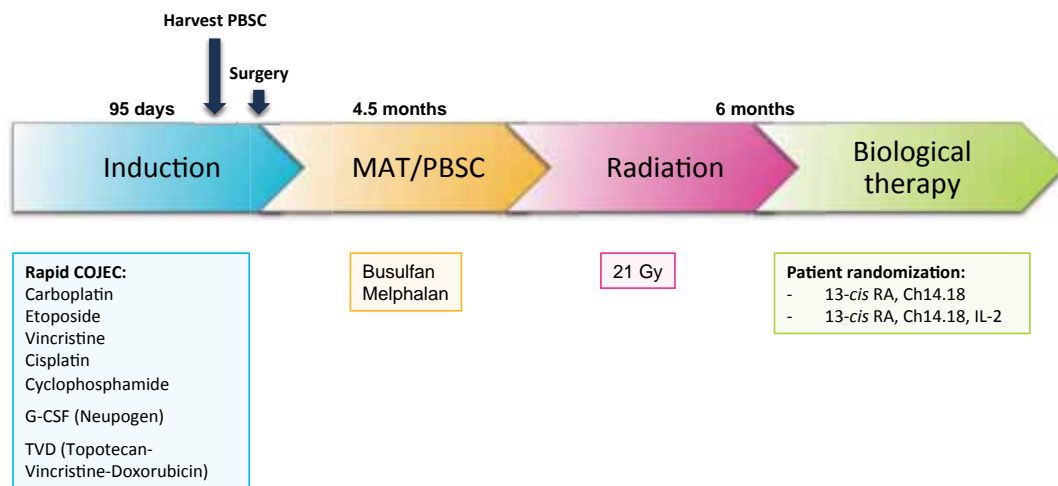 Harvest PBSC
Surgery
95 days
4.5 months
6 months
Induction
MAT/PBSC
Radiation
Biological
therapy
Rapid COJEC:
Carboplatin
Etoposide
Vincristine
Cisplatin
Cyclophosphamide
G-CSF (Neupogen)
TVD (Topotecan-
Vincristine-Doxorubicin)
Busulfan
Melphalan
21 Gy
Patient randomization:
- 13-cis RA, Ch14.18
- 13-cis RA, Ch14.18, IL-2